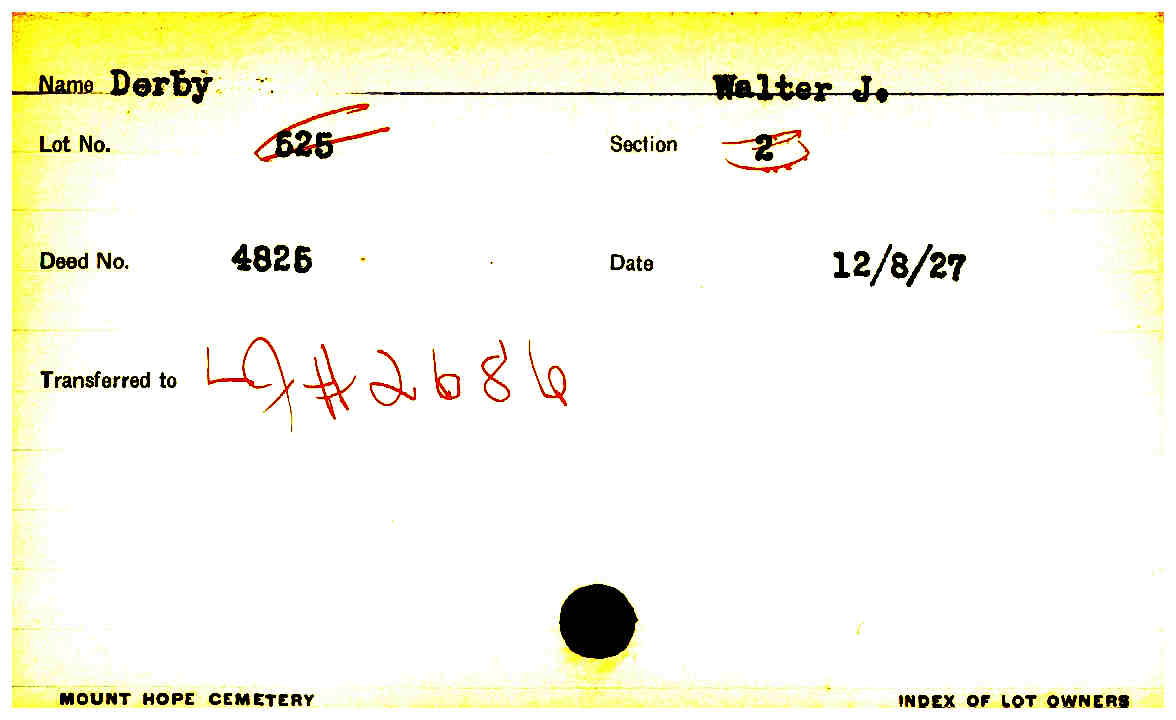 Name Derby Walter J.
Lot No. 525 Section 2
Deed No. 4825 Date 12/8/27
Transferred to #2686
MOUNT HOPE CEMETERY INDEX OF LOT OWNERS